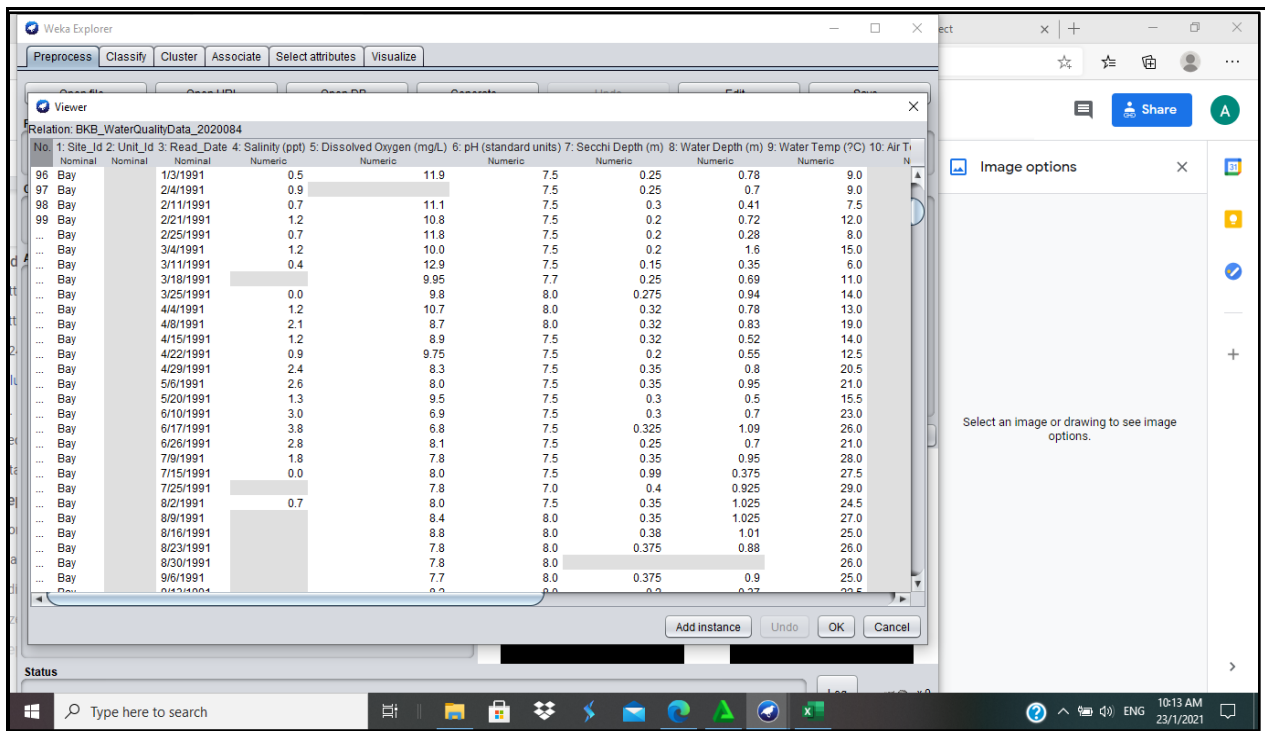 Weka Explorer
ect
Preprocess Classify Cluster Associate Select attributes Visualize
Viewer
Share
A
Relation: BKB_WaterQualityData_2020084
No. 1: Site_Id 2: Unit_Id 3: Read_Date 4: Salinity (ppt) 5: Dissolved Oxygen (mg/L) 6: pH (standard units) 7: Secchi Depth (m) 8: Water Depth (m) 9: Water Temp (?C) 10: Air T
Nominal Nominal Nominal Numeric Numeric Numeric Numeric Numeric Numeric N
96 Bay 1/3/1991 0.5 11.9 7.5 0.25 0.78 9.0
97 Bay 2/4/1991 0.9 7.5 0.25 0.7 9.0
98 Bay 2/11/1991 0.7 11.1 7.5 0.3 0.41 7.5
99 Bay 2/21/1991 1.2 10.8 7.5 0.2 0.72 12.0
... Bay 2/25/1991 0.7 11.8 7.5 0.2 0.28 8.0
... Bay 3/4/1991 1.2 10.0 7.5 0.2 1.6 15.0
... Bay 3/11/1991 0.4 12.9 7.5 0.15 0.35 6.0
... Bay 3/18/1991 9.95 7.7 0.25 0.69 11.0
... Bay 3/25/1991 0.0 9.8 8.0 0.275 0.94 14.0
... Bay 4/4/1991 1.2 10.7 8.0 0.32 0.78 13.0
... Bay 4/8/1991 2.1 8.7 8.0 0.32 0.83 19.0
... Bay 4/15/1991 1.2 8.9 7.5 0.32 0.52 14.0
... Bay 4/22/1991 0.9 9.75 7.5 0.2 0.55 12.5
... Bay 4/29/1991 2.4 8.3 7.5 0.35 0.8 20.5
... Bay 5/6/1991 2.6 8.0 7.5 0.35 0.95 21.0
... Bay 5/20/1991 1.3 9.5 7.5 0.3 0.5 15.5
... Bay 6/10/1991 3.0 6.9 7.5 0.3 0.7 23.0
... Bay 6/17/1991 3.8 6.8 7.5 0.325 1.09 26.0
... Bay 6/26/1991 2.8 8.1 7.5 0.25 0.7 21.0
... Bay 7/9/1991 1.8 7.8 7.5 0.35 0.95 28.0
... Bay 7/15/1991 0.0 8.0 7.5 0.99 0.375 27.5
... Bay 7/25/1991 7.8 7.0 0.4 0.925 29.0
... Bay 8/2/1991 0.7 8.0 7.5 0.35 1.025 24.5
... Bay 8/9/1991 8.4 8.0 0.35 1.025 27.0
... Bay 8/16/1991 8.8 8.0 0.38 1.01 25.0
... Bay 8/23/1991 7.8 8.0 0.375 0.88 26.0
... Bay 8/30/1991 7.8 8.0 26.0
... Bay 9/6/1991 7.7 8.0 0.375 0.9 25.0
Image options
31
Select an image or drawing to see image
options.
Add instance Undo OK Cancel
Status
Type here to search
ENG
10:13 AM
23/1/2021